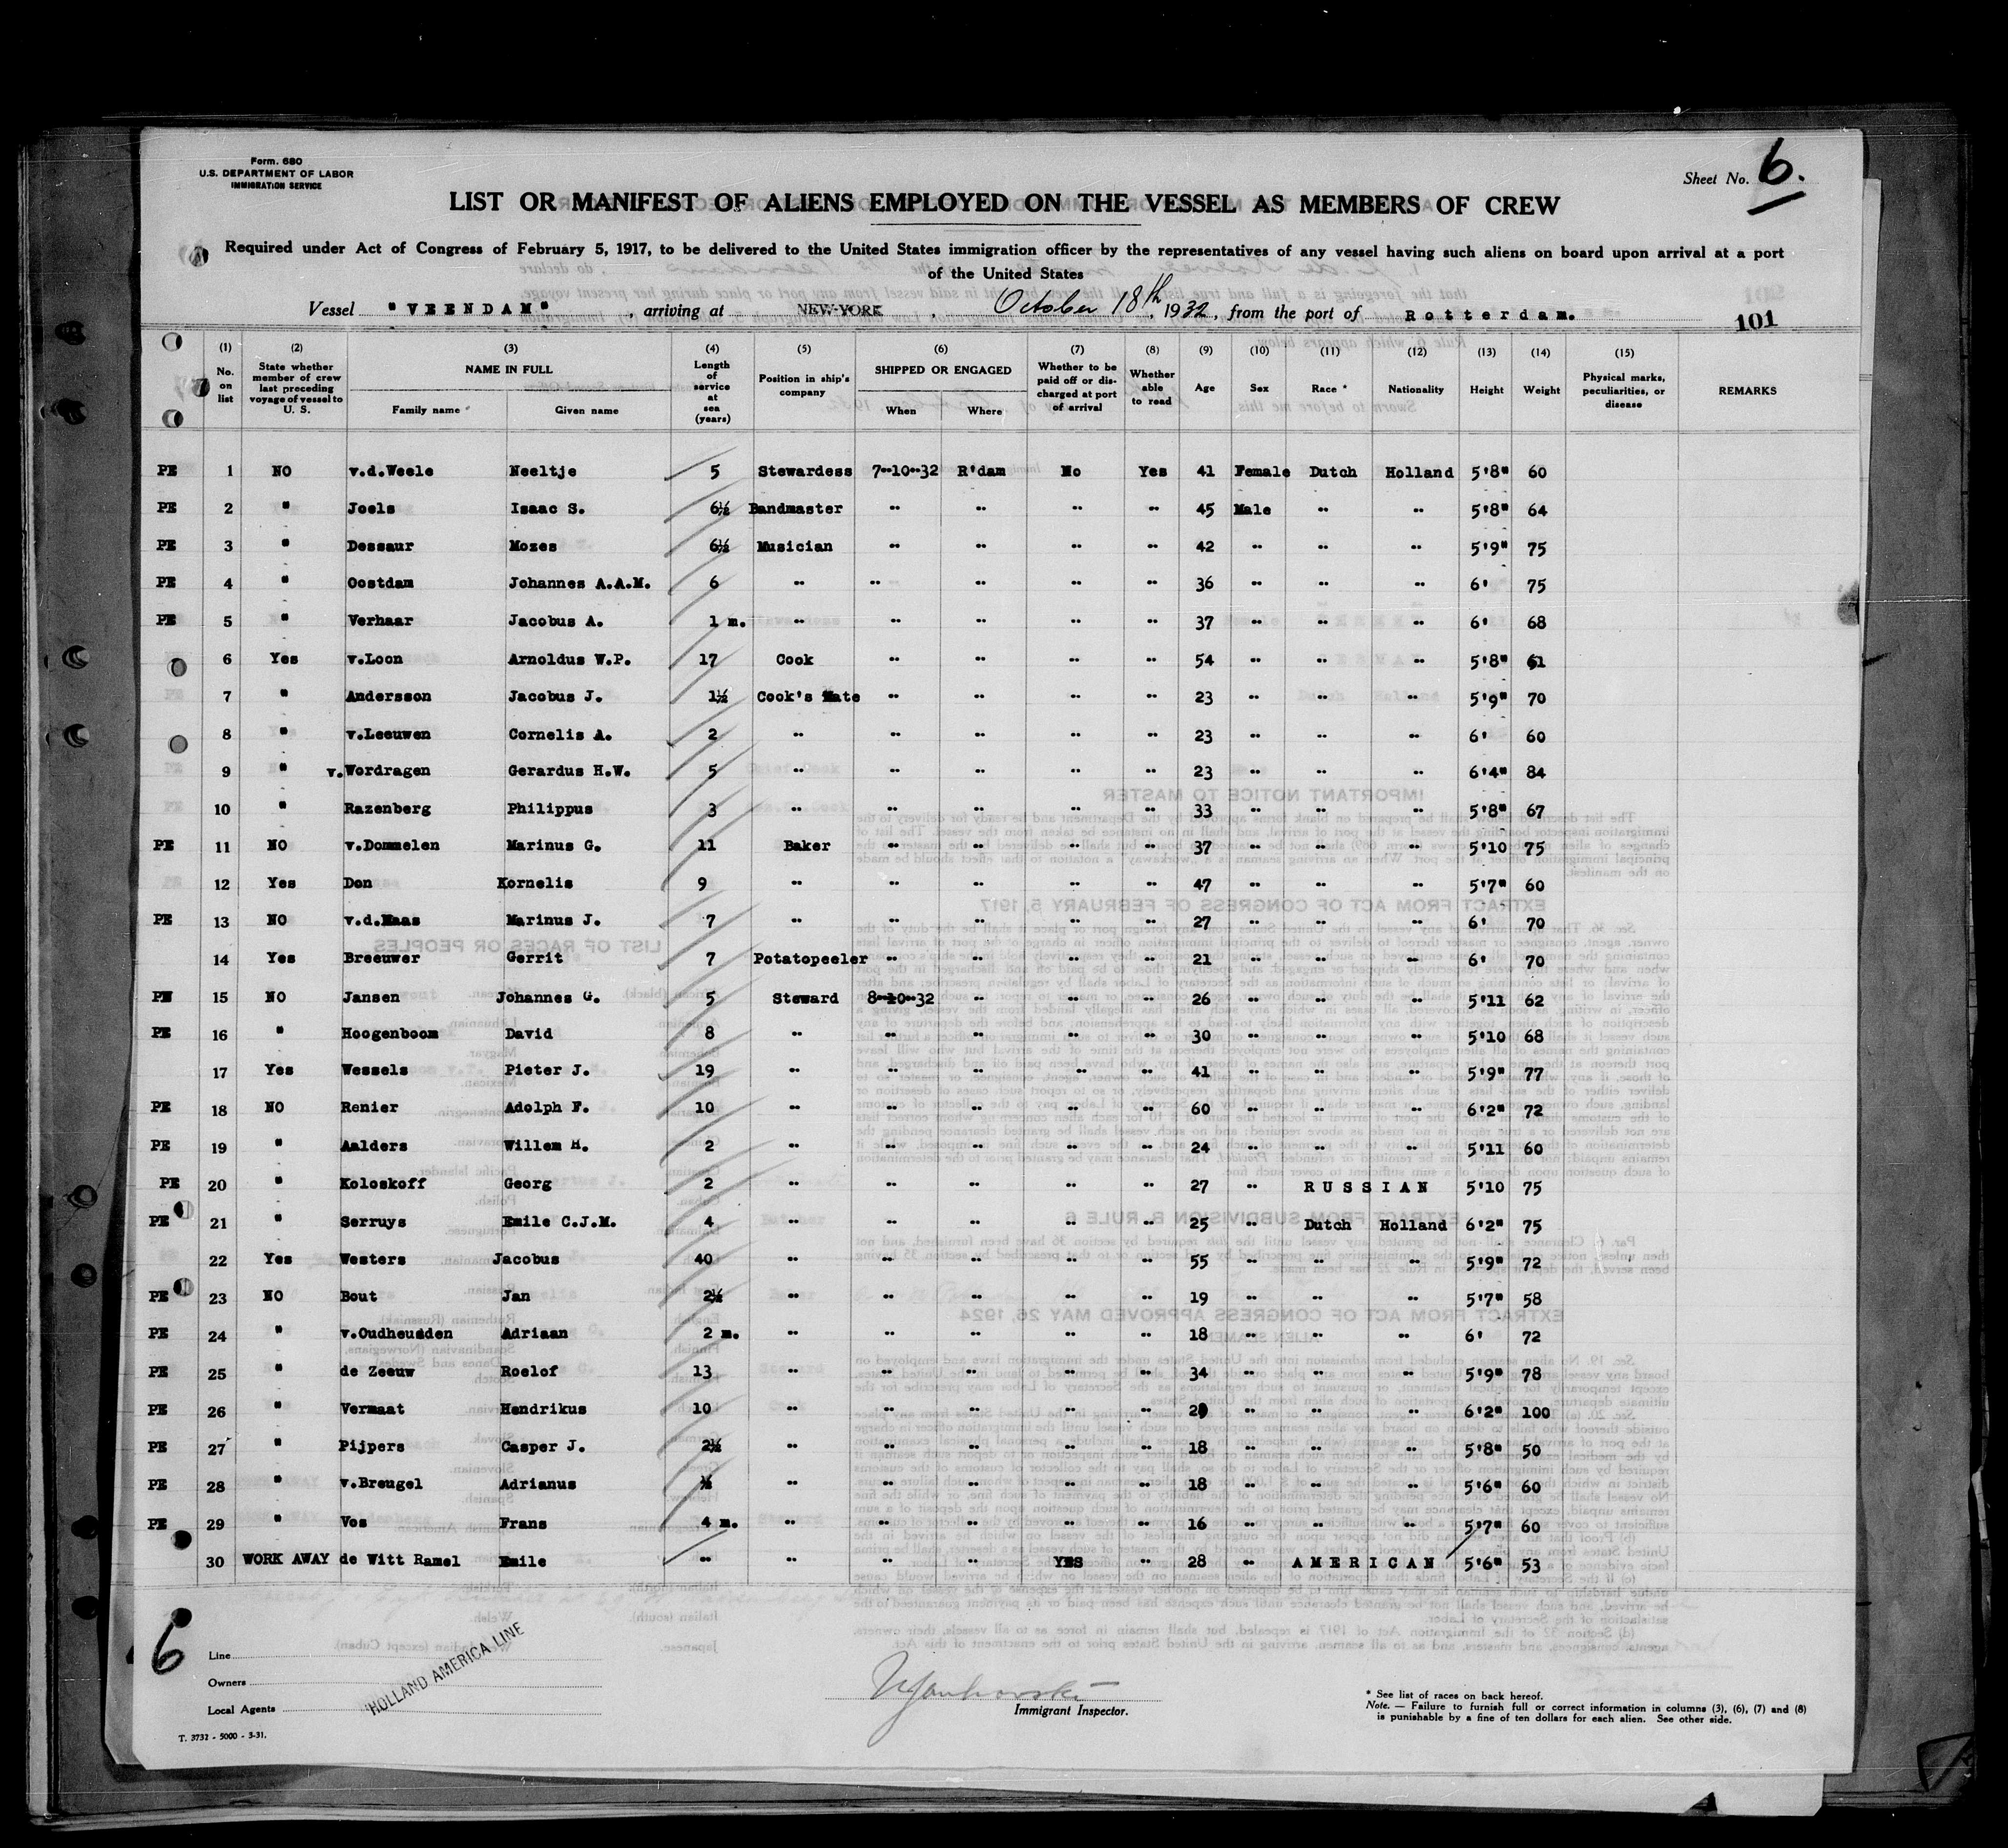 Form. 680
U.S. DEPARTMENT OF LABOR
IMMIGRATION SERVICE
Sheet No. 6.
LIST OR MANIFEST OF ALIENS EMPLOYED ON THE VESSEL AS MEMBERS OF CREW
Required under Act of Congress of February 5, 1917, to be delivered to the United States immigration officer by the representatives of any vessel having such aliens on board upon arrival at a port
of the United States
Vessel "VEENDAM", arriving at NEW-YORK, October 18th, 1932, from the port of Rotterdam.
101
(1) No. on list (2) State whether member of crew last preceding voyage of vessel to U. S. (3) NAME IN FULL Family name Given name (4) Length of service at sea (years) (5) Position in ship's company (6) SHIPPED OR ENGAGED When Where (7) Whether to be paid off or discharged at port of arrival (8) Whether able to read (9) Age (10) Sex (11) Race * (12) Nationality (13) Height (14) Weight (15) Physical marks, peculiarities, or disease REMARKS
PE 1 NO v.d.Weele Neeltje 5 Stewardess 7-10-32 R'dam No Yes 41 Female Dutch Holland 5'8" 60
PE 2 " Joels Isaac S. 6½ Bandmaster " " " " 45 Male " " 5'8" 64
PE 3 " Dessaur Mozes 6½ Musician " " " " 42 " " " 5'9" 75
PE 4 " Oostdam Johannes A.A.M. 6 " " " " " 36 " " " 6' 75
PE 5 " Verhaar Jacobus A. 1 m. " " " " " 37 " " " 6' 68
6 Yes v.Loon Arnoldus W.P. 17 Cook " " " " 54 " " " 5'8" 61
7 " Andersson Jacobus J. 1½ Cook's Mate " " " " 23 " " " 5'9" 70
8 " v.Leeuwen Cornelis A. 2 " " " " " 23 " " " 6' 60
9 " v.Wordragen Gerardus H.W. 5 " " " " " 23 " " " 6'4" 84
10 " Razenberg Philippus 3 " " " " " 33 " " " 5'8" 67
PE 11 NO v.Dommelen Marinus G. 11 Baker " " " " 37 " " " 5'10 75
12 Yes Don Kornelis 9 " " " " " 47 " " " 5'7" 60
PE 13 NO v.d.Maas Marinus J. 7 " " " " " 27 " " " 6' 70
14 Yes Breeuwer Gerrit 7 Potatopeeler " " " " 21 " " " 6' 70
PE 15 NO Jansen Johannes G. 5 Steward 8-10-32 " " " 26 " " " 5'11 62
PE 16 " Hoogenboom David 8 " " " " " 30 " " " 5'10 68
17 Yes Wessels Pieter J. 19 " " " " " 41 " " " 5'9" 77
PE 18 NO Renier Adolph F. 10 " " " " " 60 " " " 6'2" 72
PE 19 " Aalders Willem H. 2 " " " " " 24 " " " 5'11 60
PE 20 " Koloskoff Georg 2 " " " " " 27 " RUSSIAN 5'10 75
PE 21 " Serruys Emile C.J.M. 4 " " " " " 25 " Dutch Holland 6'2" 75
22 Yes Westers Jacobus 40 " " " " " 55 " " " 5'9" 72
PE 23 NO Bout Jan 2½ " " " " " 19 " " " 5'7" 58
PE 24 " v.Oudheusden Adriaan 2 m. " " " " " 18 " " " 6' 72
PE 25 " de Zeeuw Roelof 13 " " " " " 34 " " " 5'9" 78
PE 26 " Vermaat Hendrikus 10 " " " " " 29 " " " 6'2" 100
PE 27 " Pijpers Casper J. 2½ " " " " " 18 " " " 5'8" 50
PE 28 " v.Breugel Adrianus ½ " " " " " 18 " " " 5'6" 60
PE 29 " Vos Frans 4 m. " " " " " 16 " " " 5'7" 60
30 WORK AWAY de Witt Ramel Emile " " " " YES " 28 " AMERICAN 5'6" 53
6
Line
Owners
Local Agents
HOLLAND AMERICA LINE
Immigrant Inspector.
* See list of races on back hereof.
Note. — Failure to furnish full or correct information in columns (3), (6), (7) and (8)
is punishable by a fine of ten dollars for each alien. See other side.
T. 3732 - 5000 - 3-31.